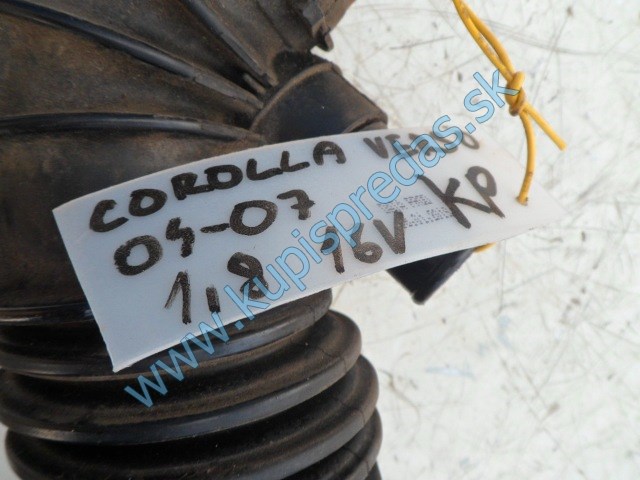 COROLLA VERSO
04-07
1,8 16V KP
www.kupispredas.sk